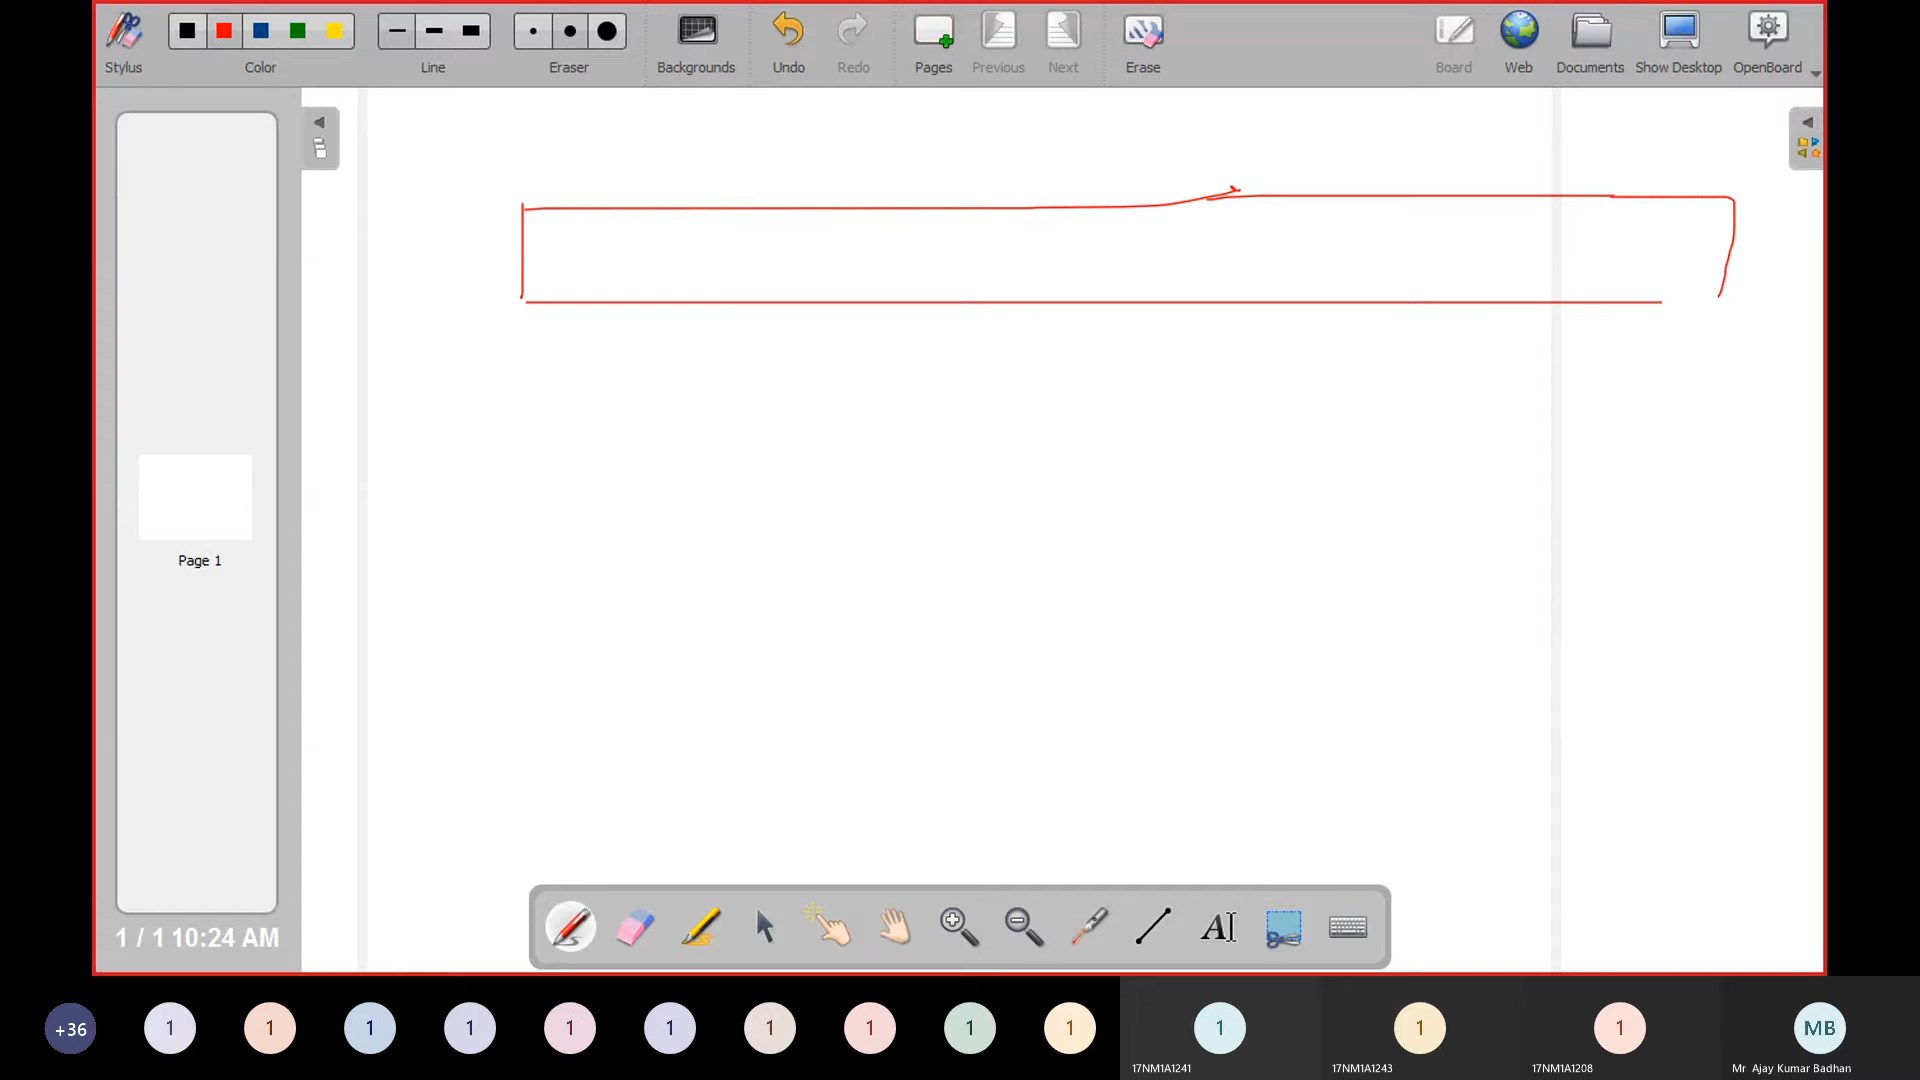 Stylus Color Line Eraser Backgrounds Undo Redo Pages Previous Next Erase Board Web Documents Show Desktop OpenBoard
Page 1
1 / 1 10:24 AM
AI
+36 1 1 1 1 1 1 1 1 1 1 1 1 1 MB
17NM1A1241 17NM1A1243 17NM1A1208 Mr Ajay Kumar Badhan